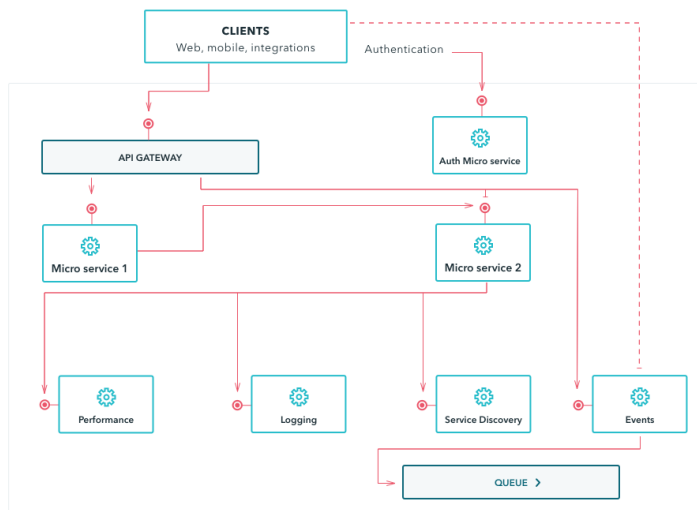 CLIENTS
Web, mobile, integrations
Authentication
API GATEWAY
Auth Micro service
Micro service 1
Micro service 2
Performance
Logging
Service Discovery
Events
QUEUE